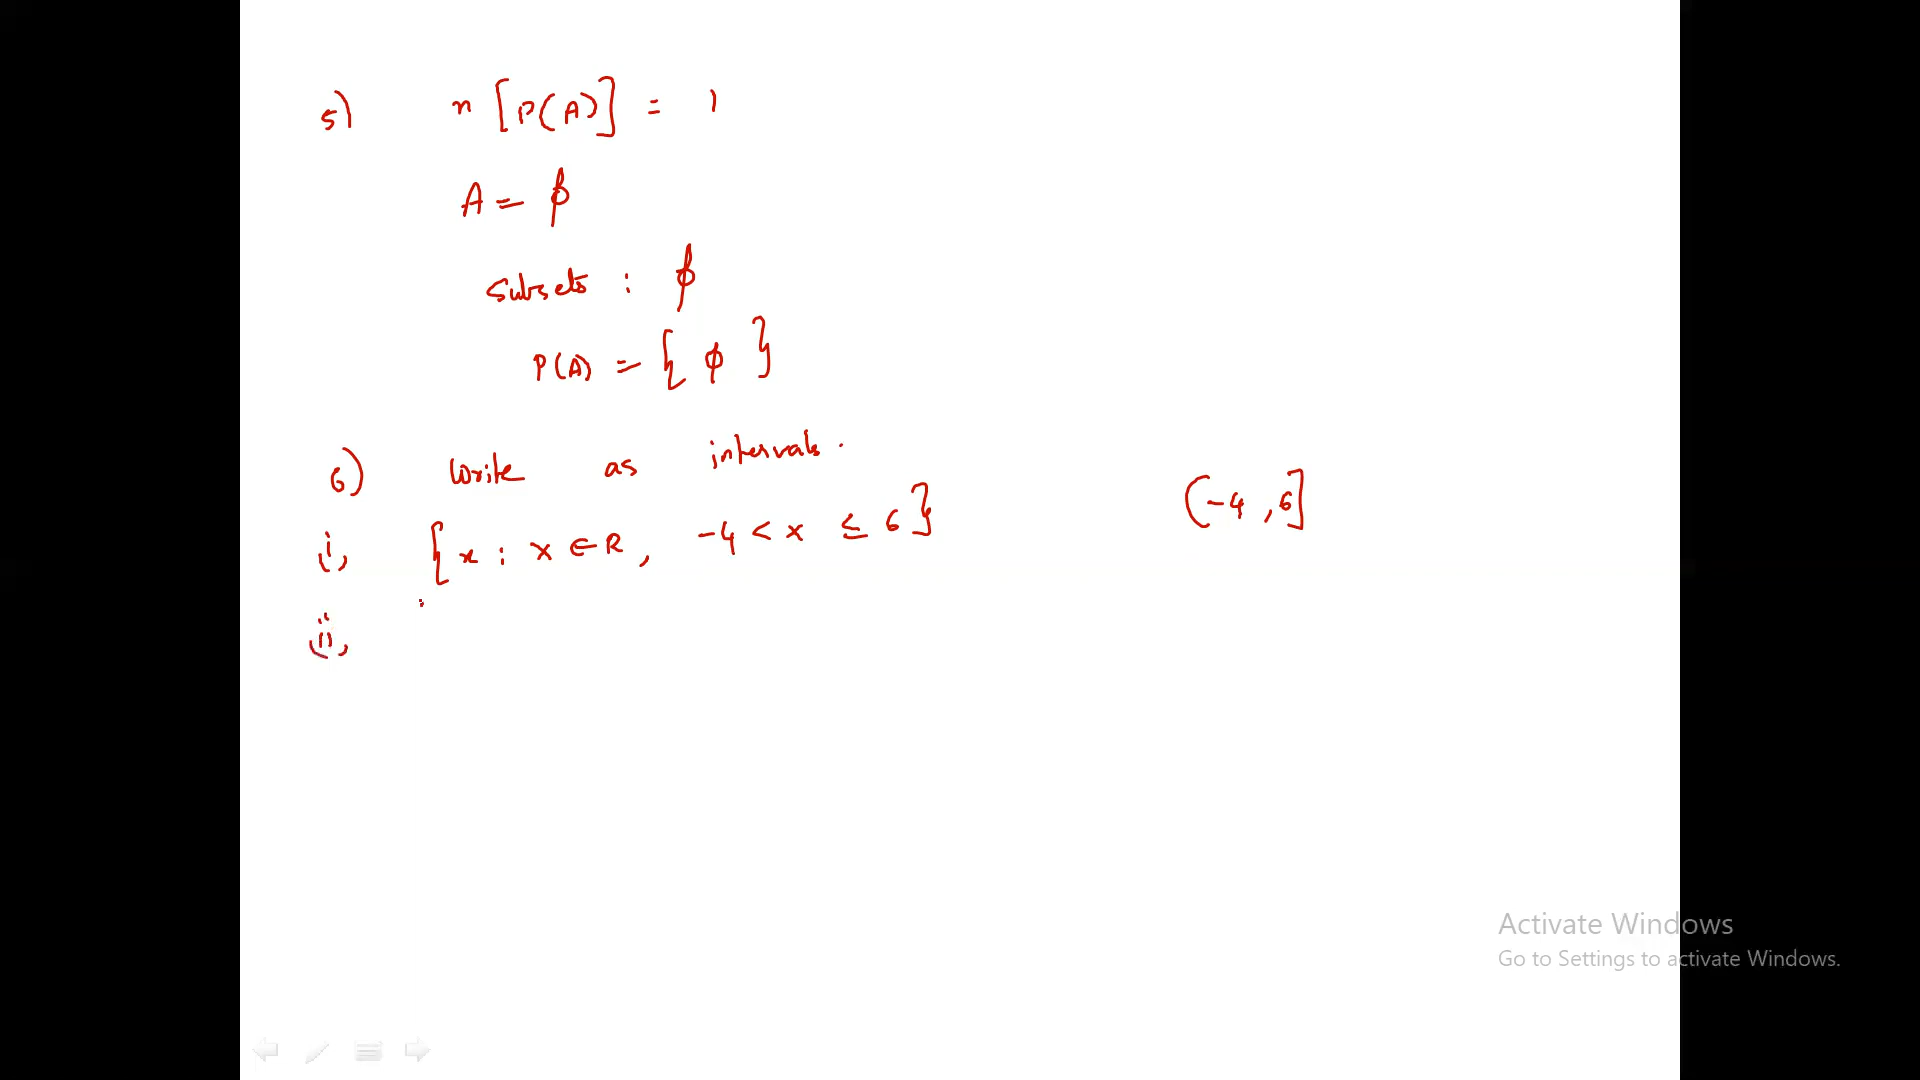 5) n [P(A)] = 1
A = ϕ
Subsets : ϕ
P(A) = { ϕ }
6) Write as intervals.
(i, { x : x ∈ R, -4 < x ≤ 6 } (-4, 6]
(ii,
Activate Windows
Go to Settings to activate Windows.